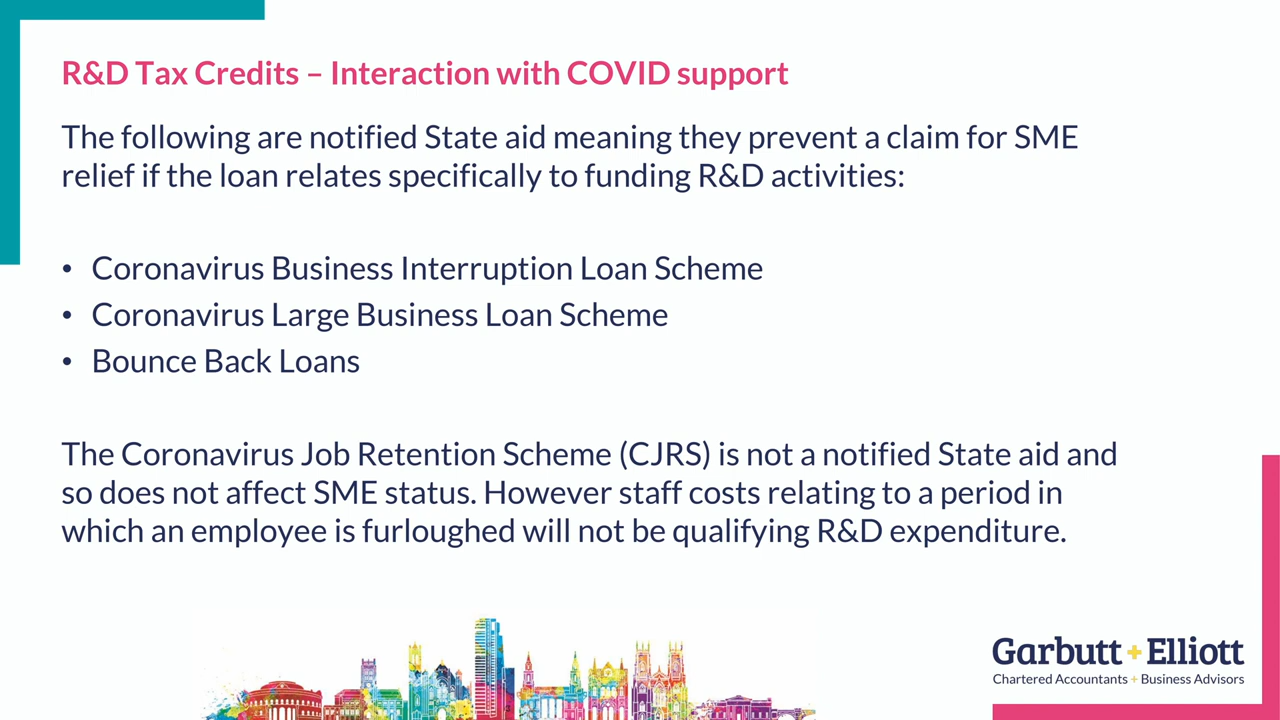 R&D Tax Credits – Interaction with COVID support
The following are notified State aid meaning they prevent a claim for SME
relief if the loan relates specifically to funding R&D activities:
• Coronavirus Business Interruption Loan Scheme
• Coronavirus Large Business Loan Scheme
• Bounce Back Loans
The Coronavirus Job Retention Scheme (CJRS) is not a notified State aid and
so does not affect SME status. However staff costs relating to a period in
which an employee is furloughed will not be qualifying R&D expenditure.
Garbutt + Elliott
Chartered Accountants + Business Advisors